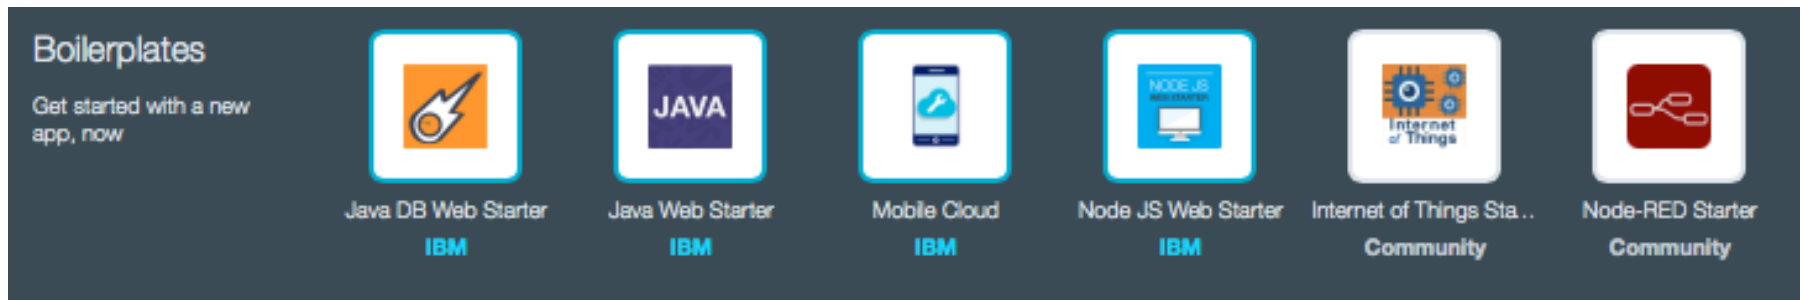 Boilerplates
Get started with a new
app, now
JAVA
NODE JS
WEB STARTER
Internet
of Things
Java DB Web Starter
IBM
Java Web Starter
IBM
Mobile Cloud
IBM
Node JS Web Starter
IBM
Internet of Things Sta...
Community
Node-RED Starter
Community